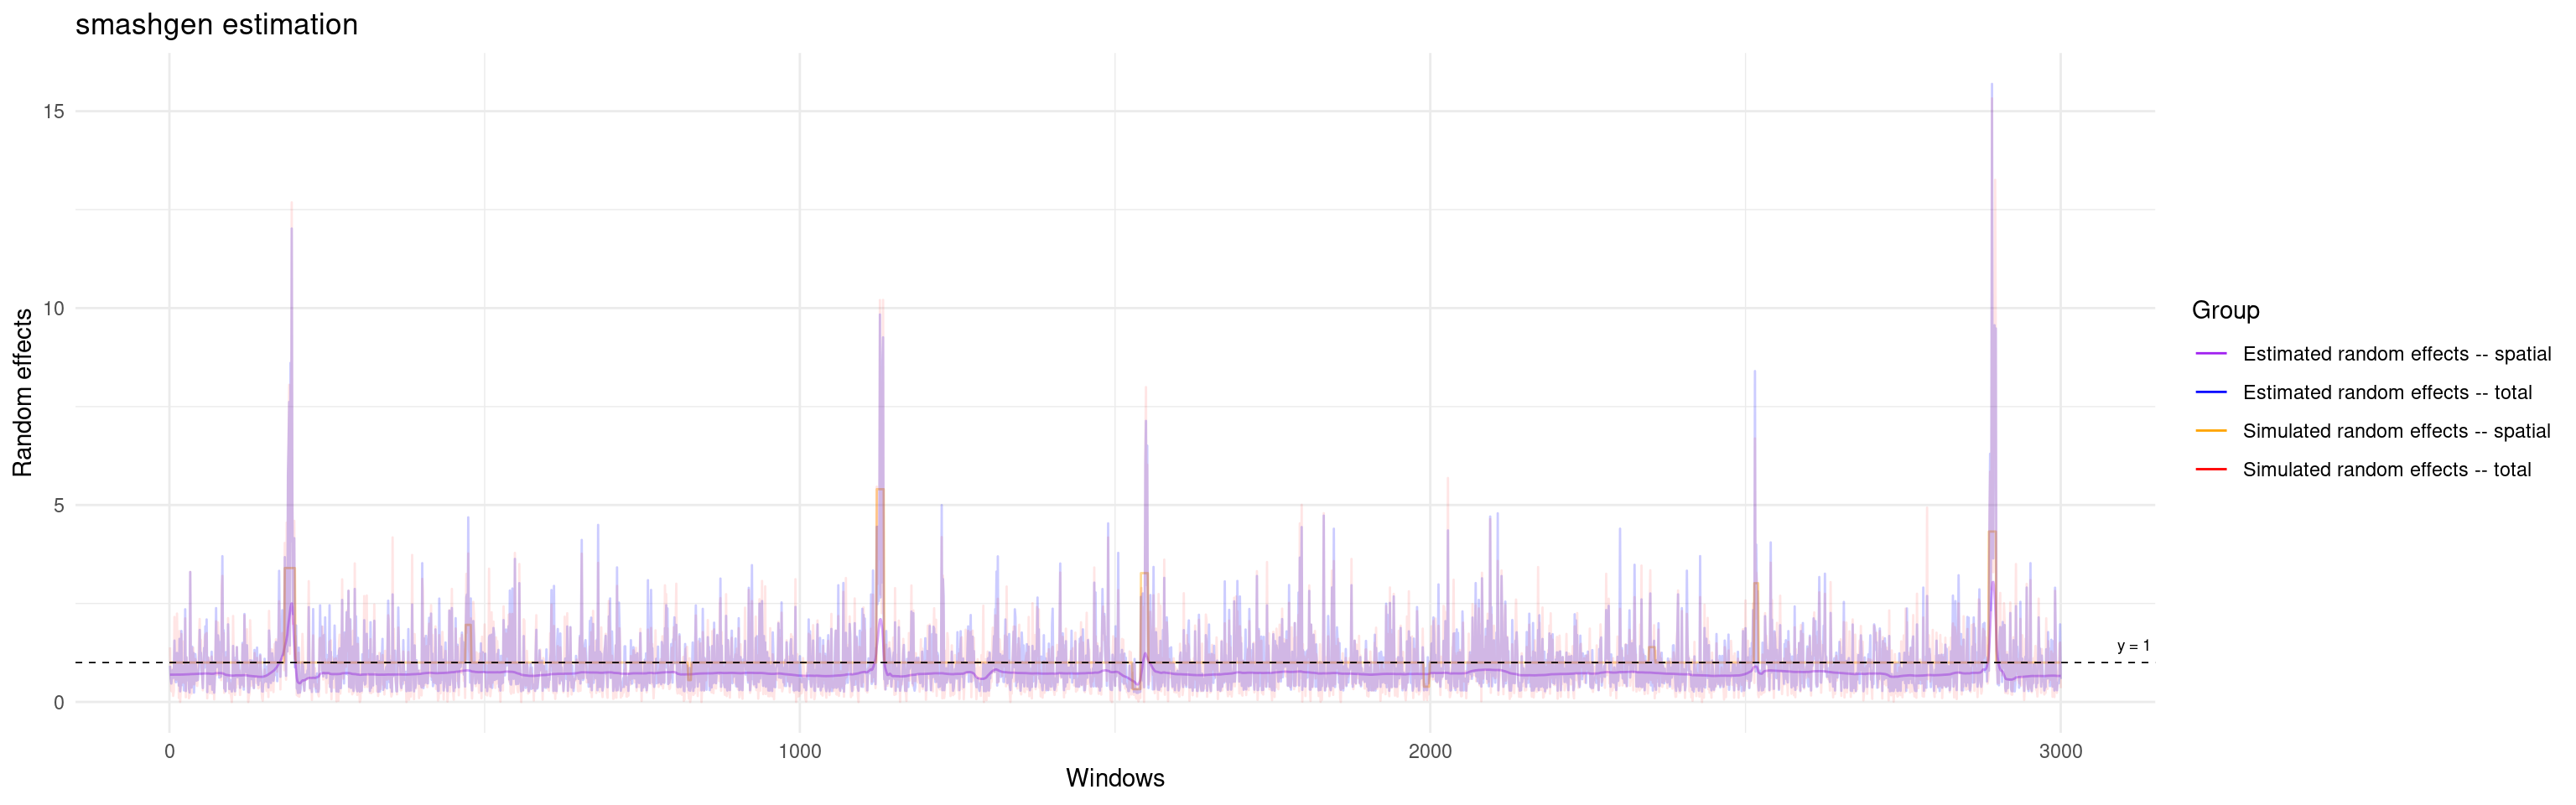 smashgen estimation
Random effects
15
10
5
0
y = 1
0
1000
2000
3000
Windows
Group
Estimated random effects -- spatial
Estimated random effects -- total
Simulated random effects -- spatial
Simulated random effects -- total